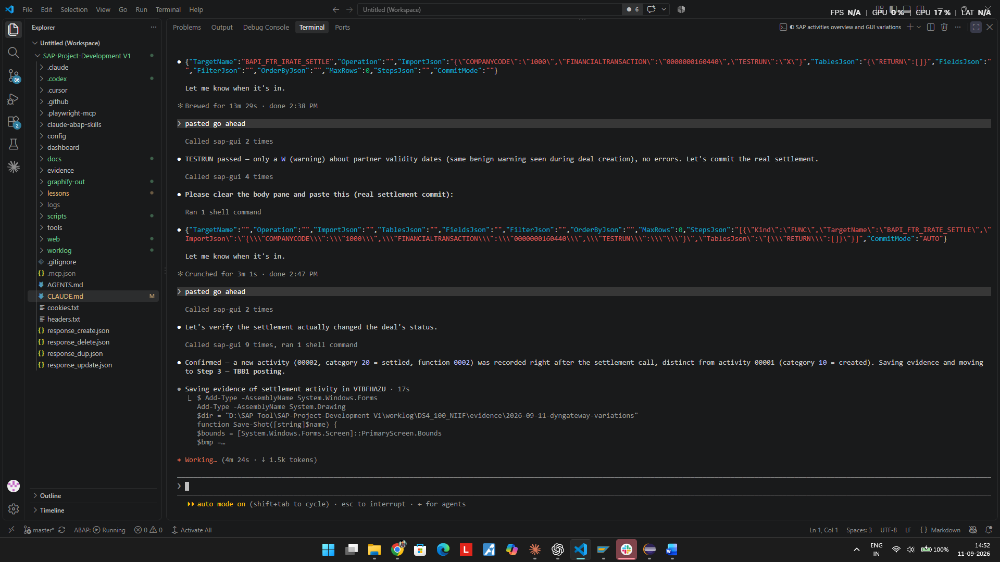 File Edit Selection View Go Run Terminal Help
Untitled (Workspace)
6
FPS N/A | GPU 0% | CPU 17% | LAT N/A
Explorer
Problems Output Debug Console Terminal Ports
SAP activities overview and GUI variations
Untitled (Workspace)
SAP-Project-Development V1
.claude
.codex
.cursor
.github
.playwright-mcp
claude-abap-skills
config
dashboard
docs
evidence
graphify-out
lessons
logs
scripts
tools
web
worklog
.gitignore
.mcp.json
AGENTS.md
CLAUDE.md M
cookies.txt
headers.txt
response_create.json
response_delete.json
response_dup.json
response_update.json
Outline
Timeline
86
2
● {"TargetName":"BAPI_FTR_IRATE_SETTLE","Operation":"","ImportJson":"{\"COMPANYCODE\":\"1000\",\"FINANCIALTRANSACTION\":\"0000000160440\",\"TESTRUN\":\"X\"}","TablesJson":"{\"RETURN\":[]}","FieldsJson":"
","FilterJson":"","OrderByJson":"","MaxRows":0,"StepsJson":"","CommitMode":""}
Let me know when it's in.
✻ Brewed for 13m 29s · done 2:38 PM
❯ pasted go ahead
Called sap-gui 2 times
● TESTRUN passed — only a W (warning) about partner validity dates (same benign warning seen during deal creation), no errors. Let's commit the real settlement.
Called sap-gui 4 times
● Please clear the body pane and paste this (real settlement commit):
Ran 1 shell command
● {"TargetName":"","Operation":"","ImportJson":"","TablesJson":"","FieldsJson":"","FilterJson":"","OrderByJson":"","MaxRows":0,"StepsJson":"[{\"Kind\":\"FUNC\",\"TargetName\":\"BAPI_FTR_IRATE_SETTLE\",\"
ImportJson\":\"{\\\"COMPANYCODE\\\":\\\"1000\\\",\\\"FINANCIALTRANSACTION\\\":\\\"0000000160440\\\",\\\"TESTRUN\\\":\\\"\\\"}\",\"TablesJson\":\"{\\\"RETURN\\\":[]}\"}]","CommitMode":"AUTO"}
Let me know when it's in.
✻ Crunched for 3m 1s · done 2:47 PM
❯ pasted go ahead
Called sap-gui 2 times
● Let's verify the settlement actually changed the deal's status.
Called sap-gui 9 times, ran 1 shell command
● Confirmed — a new activity (00002, category 20 = settled, function 0002) was recorded right after the settlement call, distinct from activity 00001 (category 10 = created). Saving evidence and moving
to Step 3 — TBB1 posting.
● Saving evidence of settlement activity in VTBFHAZU · 17s
$ Add-Type -AssemblyName System.Windows.Forms
Add-Type -AssemblyName System.Drawing
$dir = "D:\SAP Tool\SAP-Project-Development V1\worklog\DS4_100_NIIF\evidence\2026-09-11-dyngateway-variations"
function Save-Shot([string]$name) {
$bounds = [System.Windows.Forms.Screen]::PrimaryScreen.Bounds
$bmp =…
* Working… (4m 24s · ↓ 1.5k tokens)
❯
auto mode on (shift+tab to cycle) · esc to interrupt · ← for agents
master* ABAP: Running 0 0 Activate All
Ln 1, Col 1 Spaces: 3 UTF-8 LF { } Markdown
L
ENG
IN
100%
14:52
11-09-2026